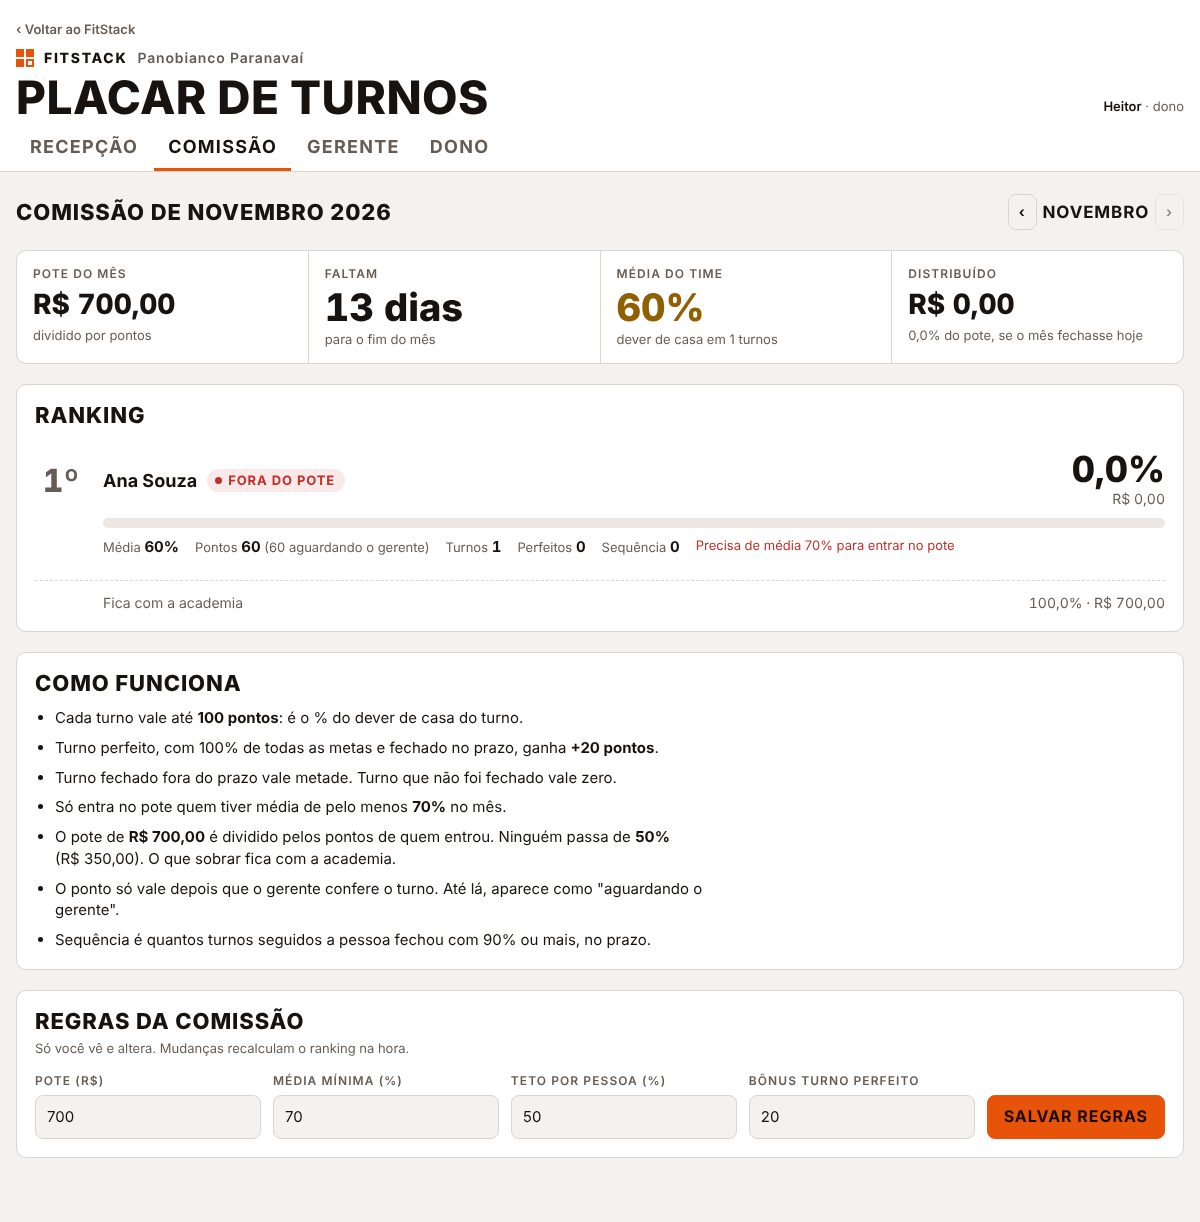 ‹ Voltar ao FitStack
FITSTACK Panobianco Paranavaí
PLACAR DE TURNOS
Heitor · dono
RECEPÇÃO COMISSÃO GERENTE DONO
COMISSÃO DE NOVEMBRO 2026
‹ NOVEMBRO ›
POTE DO MÊS
R$ 700,00
dividido por pontos
FALTAM
13 dias
para o fim do mês
MÉDIA DO TIME
60%
dever de casa em 1 turnos
DISTRIBUÍDO
R$ 0,00
0,0% do pote, se o mês fechasse hoje
RANKING
1º Ana Souza FORA DO POTE
0,0%
R$ 0,00
Média 60% Pontos 60 (60 aguardando o gerente) Turnos 1 Perfeitos 0 Sequência 0 Precisa de média 70% para entrar no pote
Fica com a academia 100,0% · R$ 700,00
COMO FUNCIONA
• Cada turno vale até 100 pontos: é o % do dever de casa do turno.
• Turno perfeito, com 100% de todas as metas e fechado no prazo, ganha +20 pontos.
• Turno fechado fora do prazo vale metade. Turno que não foi fechado vale zero.
• Só entra no pote quem tiver média de pelo menos 70% no mês.
• O pote de R$ 700,00 é dividido pelos pontos de quem entrou. Ninguém passa de 50%
(R$ 350,00). O que sobrar fica com a academia.
• O ponto só vale depois que o gerente confere o turno. Até lá, aparece como "aguardando o
gerente".
• Sequência é quantos turnos seguidos a pessoa fechou com 90% ou mais, no prazo.
REGRAS DA COMISSÃO
Só você vê e altera. Mudanças recalculam o ranking na hora.
POTE (R$)
700
MÉDIA MÍNIMA (%)
70
TETO POR PESSOA (%)
50
BÔNUS TURNO PERFEITO
20
SALVAR REGRAS